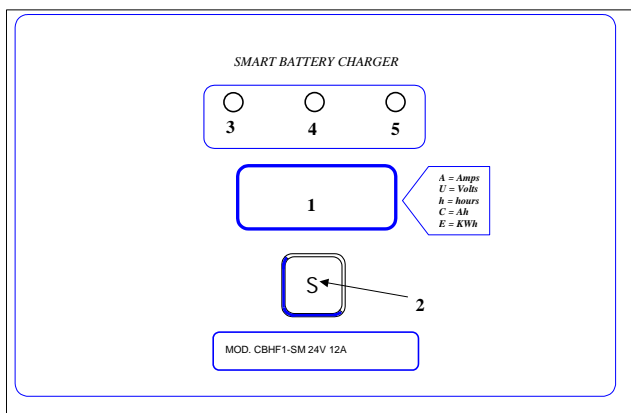 SMART BATTERY CHARGER
3 4 5
1
A = Amps
U = Volts
h = hours
C = Ah
E = KWh
S
2
MOD. CBHF1-SM 24V 12A